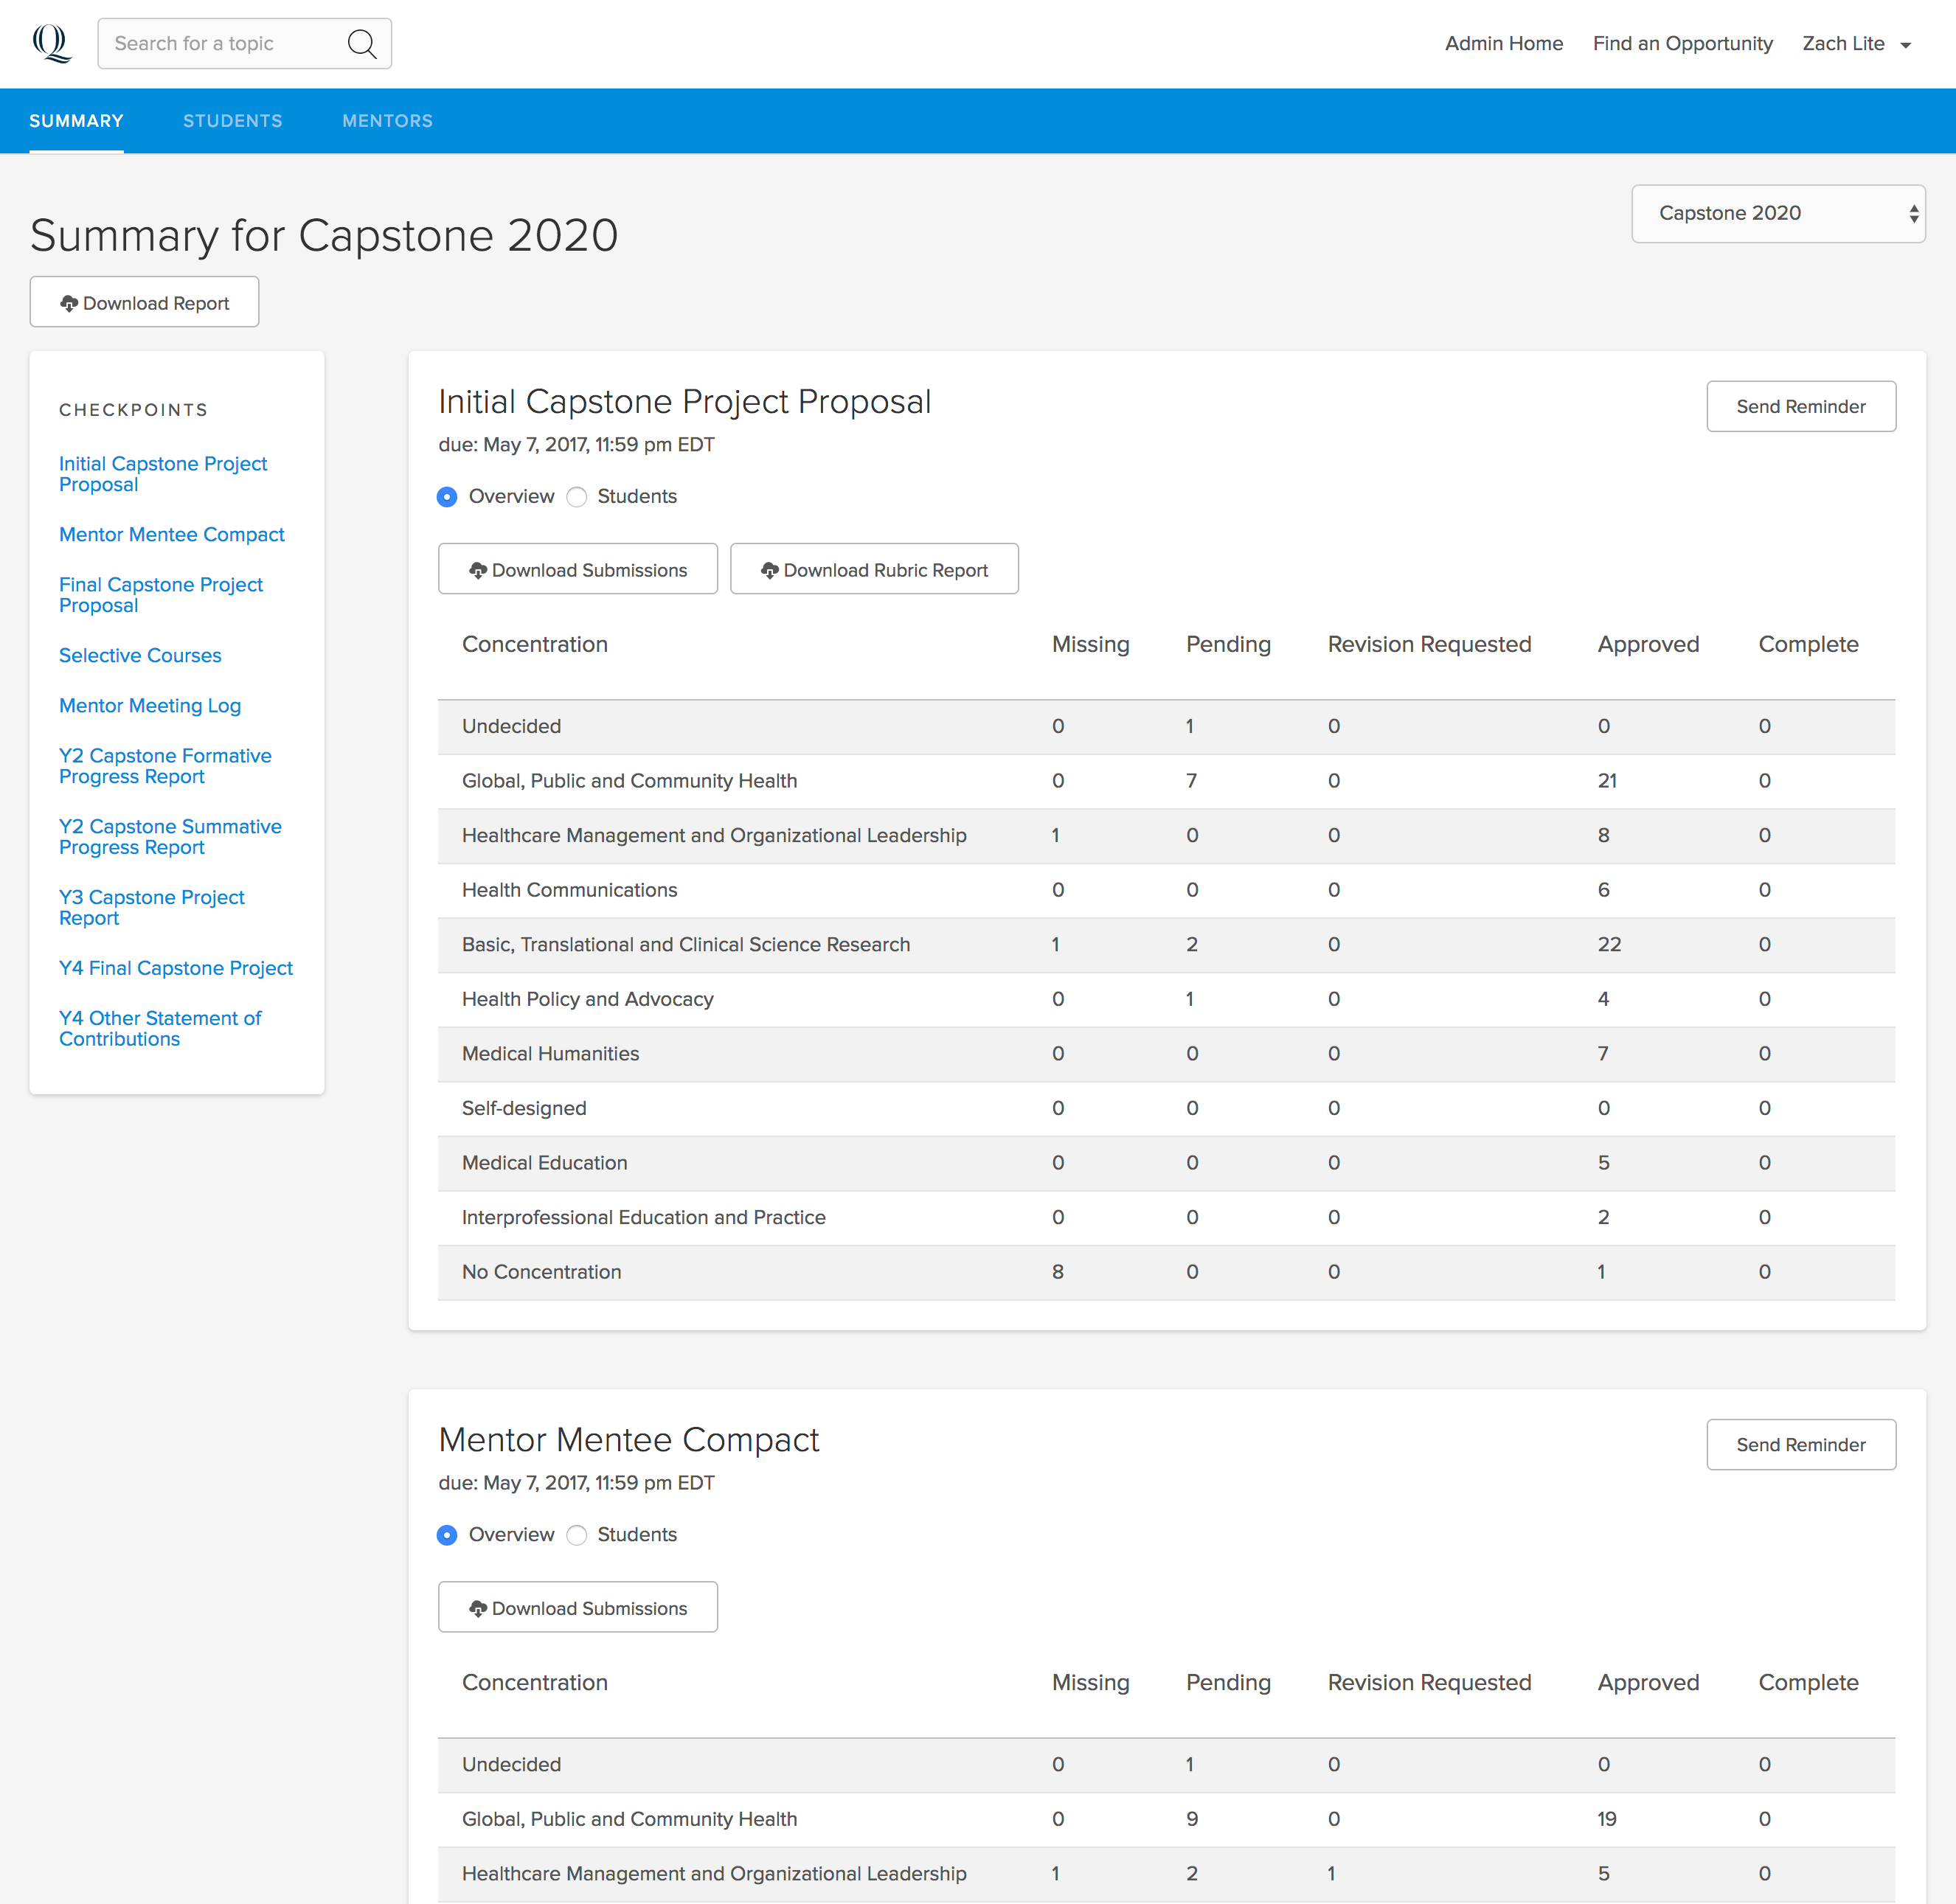 Q
Search for a topic
Admin Home Find an Opportunity Zach Lite
SUMMARY STUDENTS MENTORS
Capstone 2020
Summary for Capstone 2020
Download Report
CHECKPOINTS
Initial Capstone Project
Proposal
Mentor Mentee Compact
Final Capstone Project
Proposal
Selective Courses
Mentor Meeting Log
Y2 Capstone Formative
Progress Report
Y2 Capstone Summative
Progress Report
Y3 Capstone Project
Report
Y4 Final Capstone Project
Y4 Other Statement of
Contributions
Initial Capstone Project Proposal
Send Reminder
due: May 7, 2017, 11:59 pm EDT
Overview Students
Download Submissions Download Rubric Report
Concentration Missing Pending Revision Requested Approved Complete
Undecided 0 1 0 0 0
Global, Public and Community Health 0 7 0 21 0
Healthcare Management and Organizational Leadership 1 0 0 8 0
Health Communications 0 0 0 6 0
Basic, Translational and Clinical Science Research 1 2 0 22 0
Health Policy and Advocacy 0 1 0 4 0
Medical Humanities 0 0 0 7 0
Self-designed 0 0 0 0 0
Medical Education 0 0 0 5 0
Interprofessional Education and Practice 0 0 0 2 0
No Concentration 8 0 0 1 0
Mentor Mentee Compact
Send Reminder
due: May 7, 2017, 11:59 pm EDT
Overview Students
Download Submissions
Concentration Missing Pending Revision Requested Approved Complete
Undecided 0 1 0 0 0
Global, Public and Community Health 0 9 0 19 0
Healthcare Management and Organizational Leadership 1 2 1 5 0